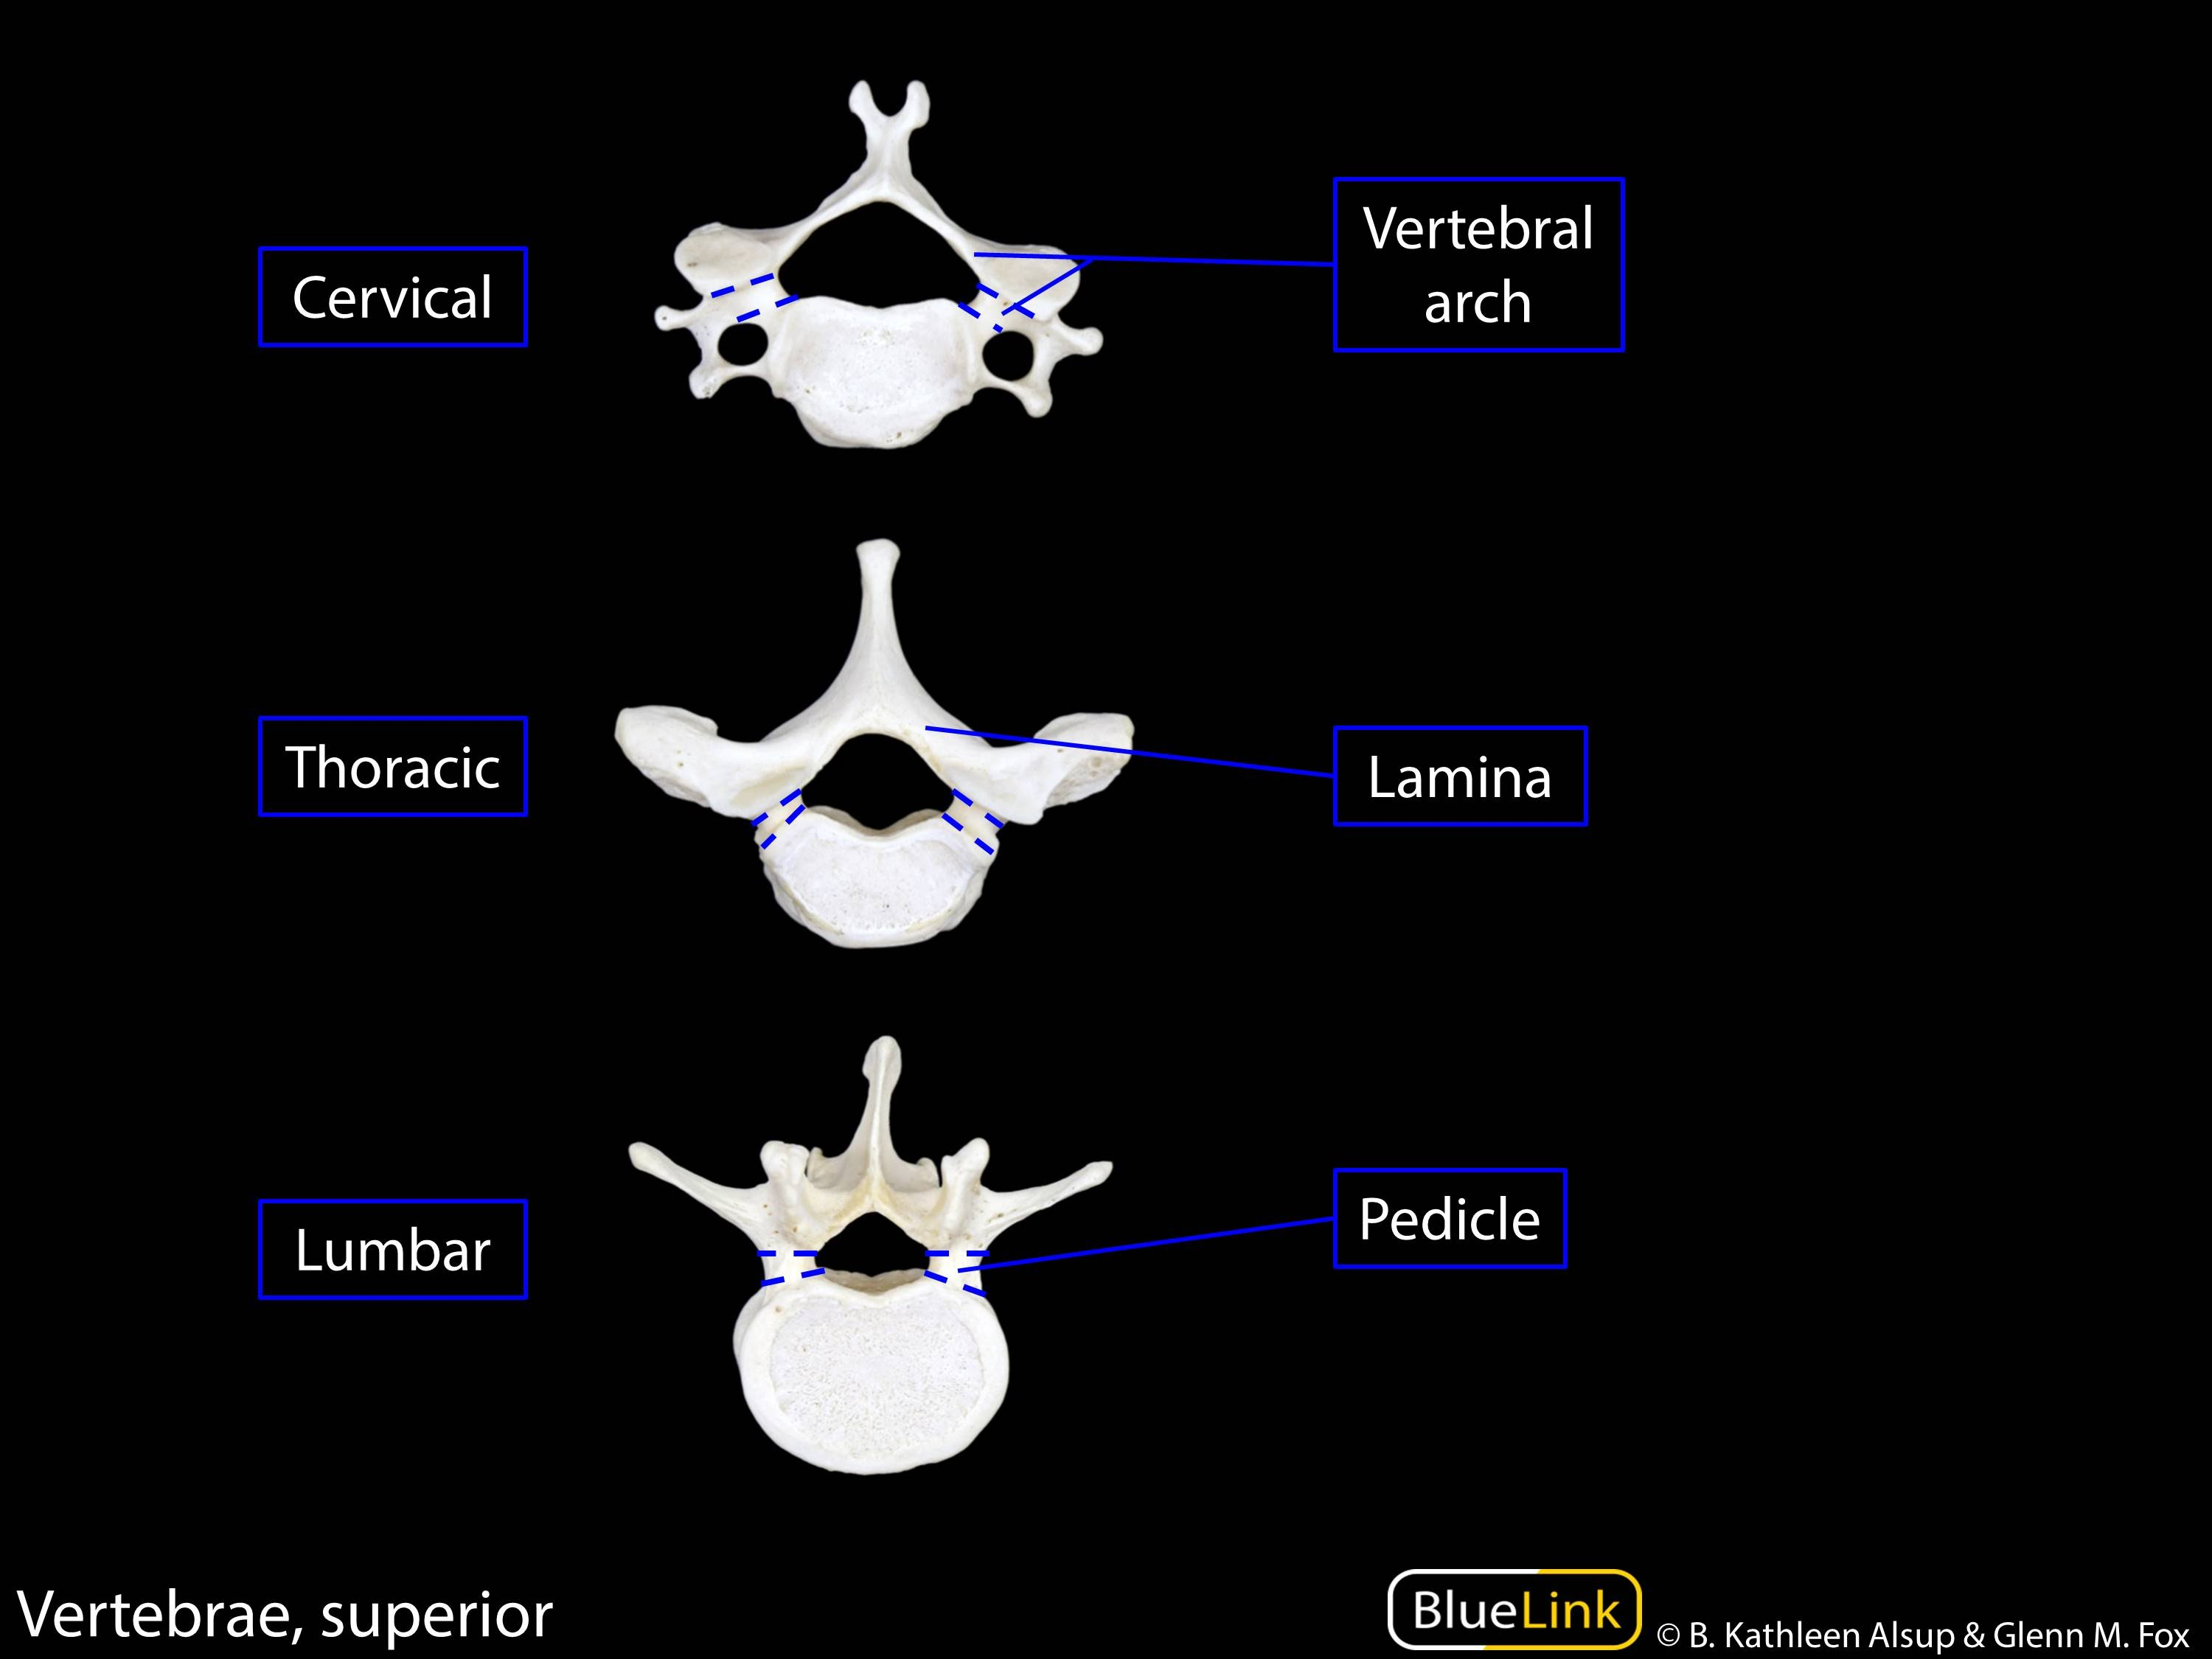 Cervical
Vertebral
arch
Thoracic
Lamina
Lumbar
Pedicle
Vertebrae, superior
BlueLink
© B. Kathleen Alsup & Glenn M. Fox